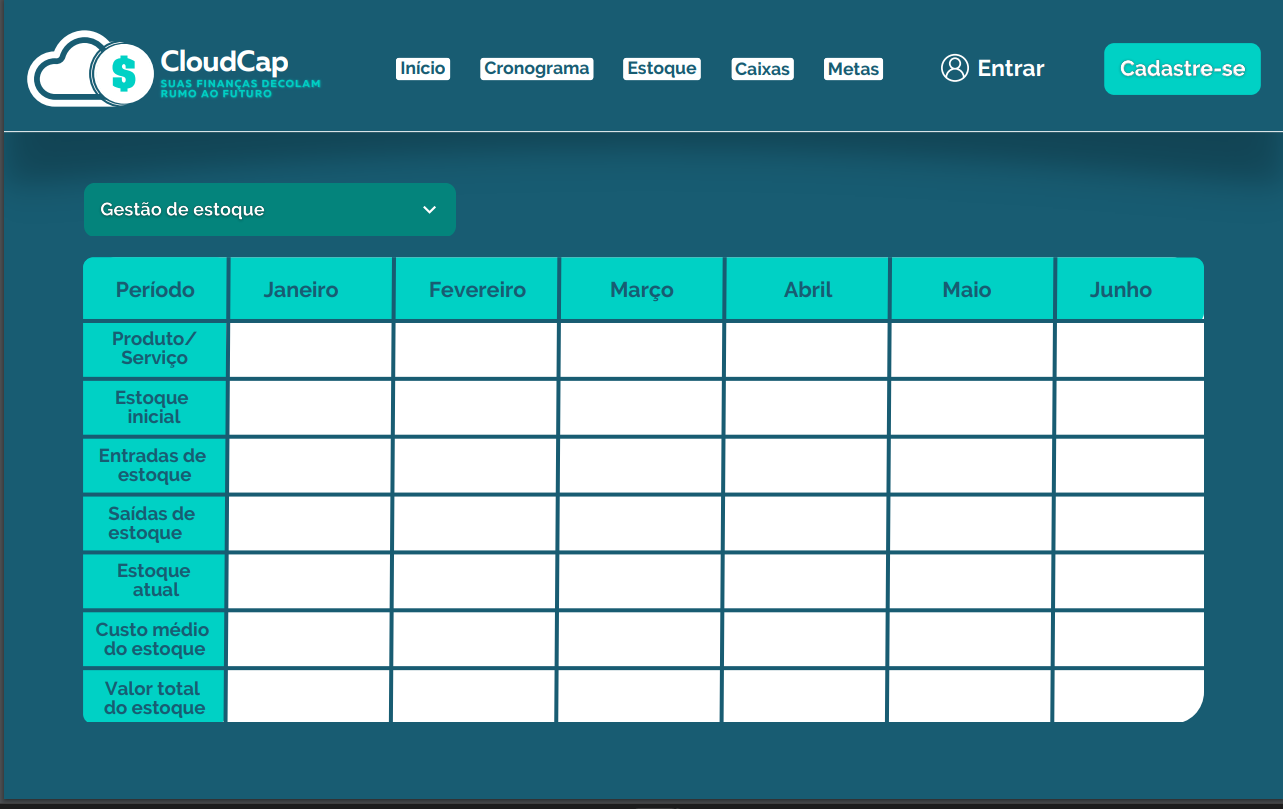 CloudCap
SUAS FINANÇAS DECOLAM
RUMO AO FUTURO
Início
Cronograma
Estoque
Caixas
Metas
Entrar
Cadastre-se
Gestão de estoque
Período
Janeiro
Fevereiro
Março
Abril
Maio
Junho
Produto/
Serviço
Estoque
inicial
Entradas de
estoque
Saídas de
estoque
Estoque
atual
Custo médio
do estoque
Valor total
do estoque